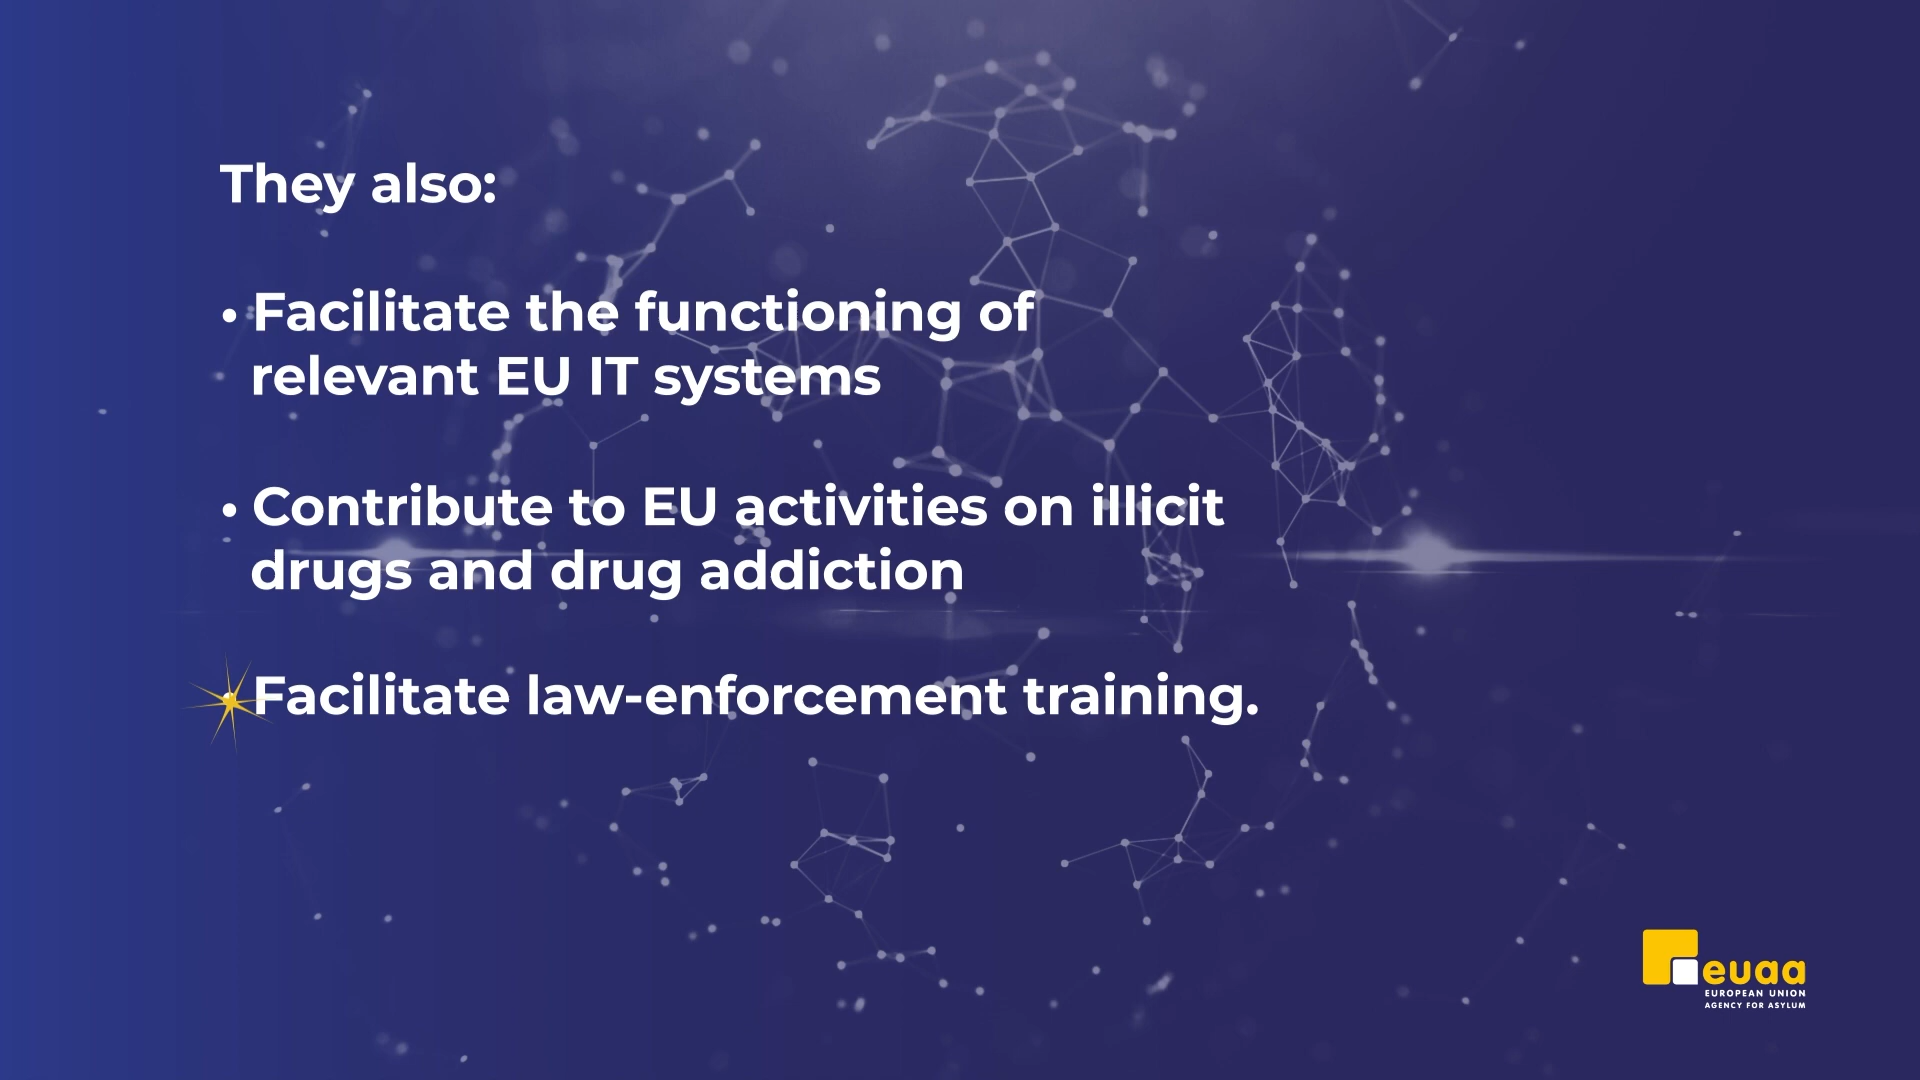 They also:
• Facilitate the functioning of
relevant EU IT systems
• Contribute to EU activities on illicit
drugs and drug addiction
• Facilitate law-enforcement training.
euaa
EUROPEAN UNION
AGENCY FOR ASYLUM